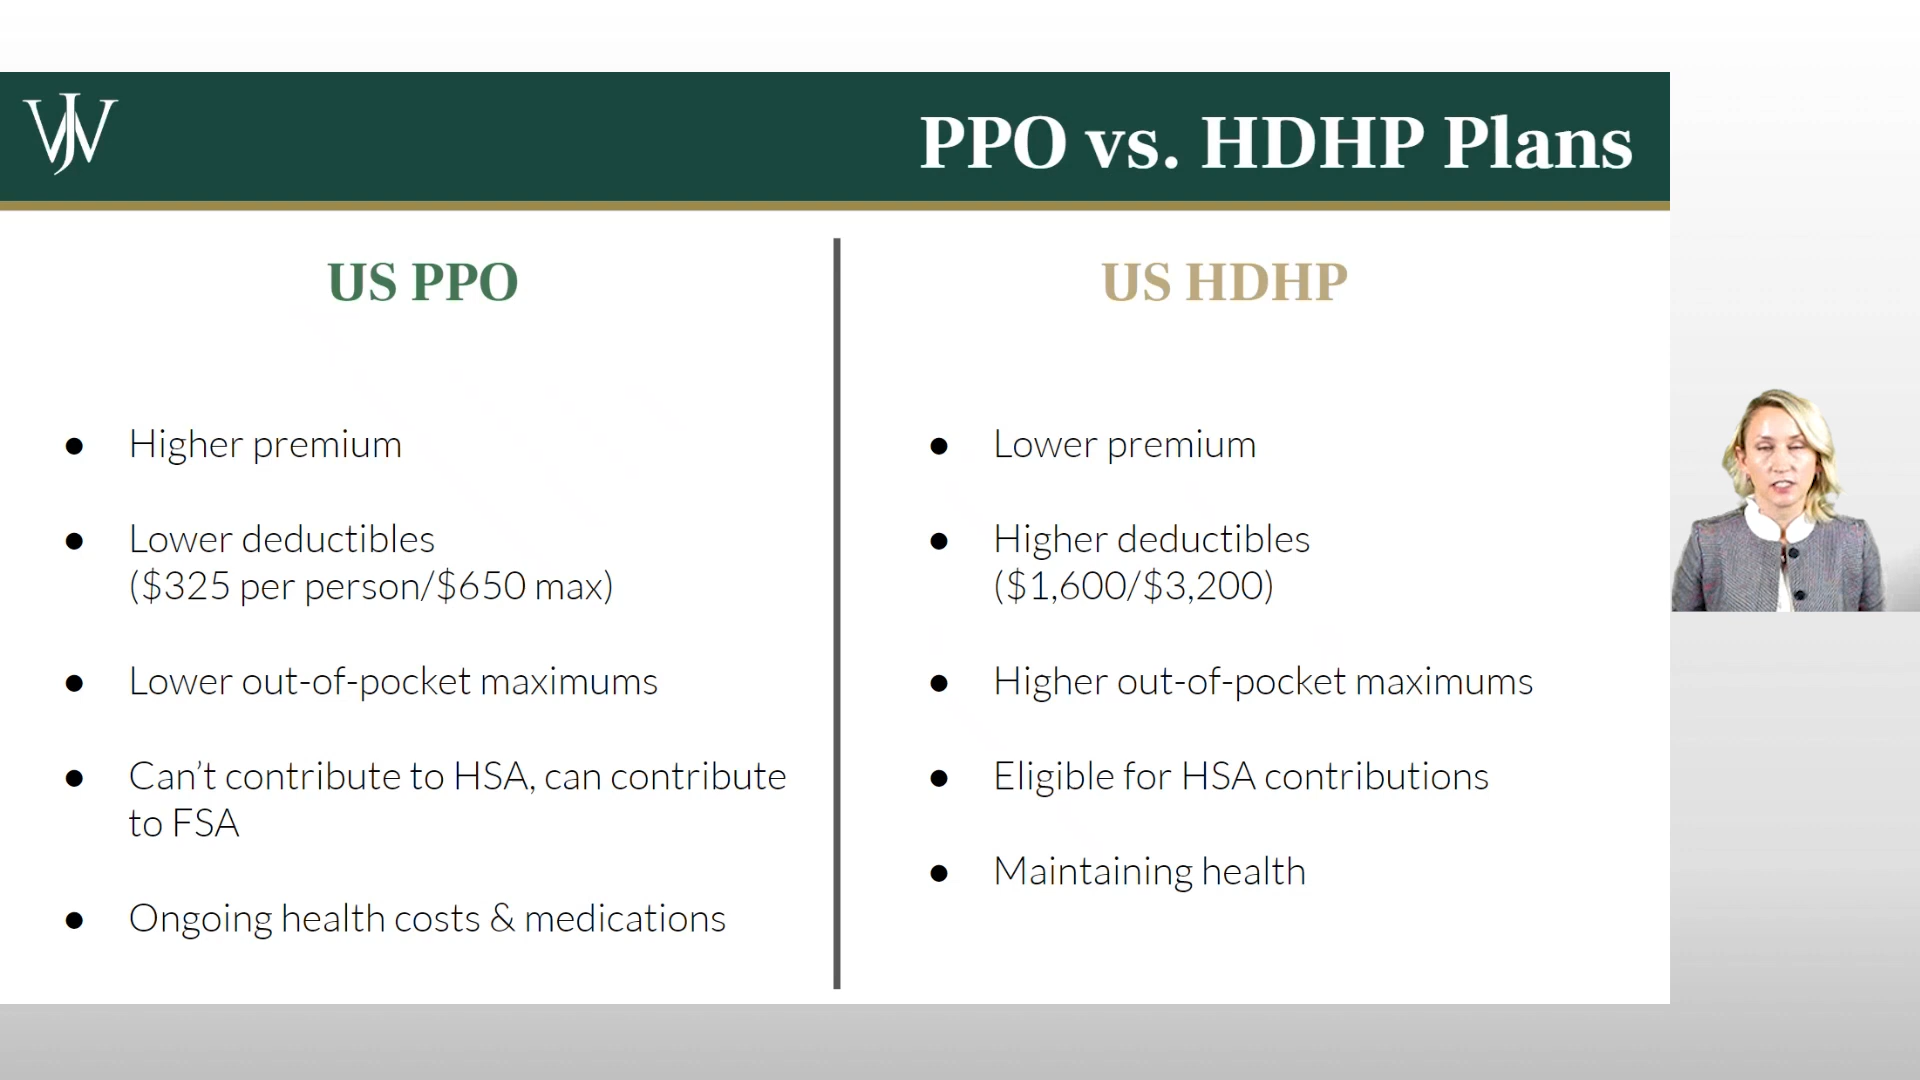 WJ
PPO vs. HDHP Plans
US PPO
● Higher premium
● Lower deductibles
($325 per person/$650 max)
● Lower out-of-pocket maximums
● Can’t contribute to HSA, can contribute
to FSA
● Ongoing health costs & medications
US HDHP
● Lower premium
● Higher deductibles
($1,600/$3,200)
● Higher out-of-pocket maximums
● Eligible for HSA contributions
● Maintaining health